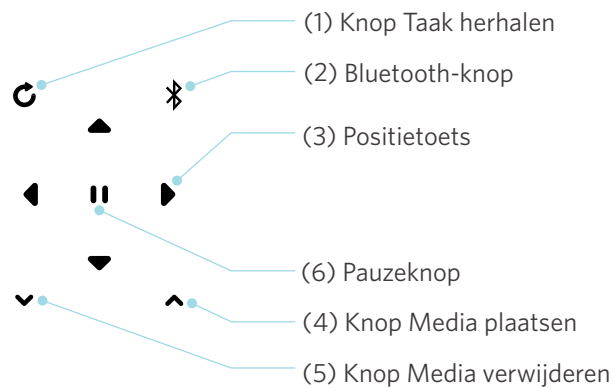 (1) Knop Taak herhalen
(2) Bluetooth-knop
(3) Positietoets
(6) Pauzeknop
(4) Knop Media plaatsen
(5) Knop Media verwijderen